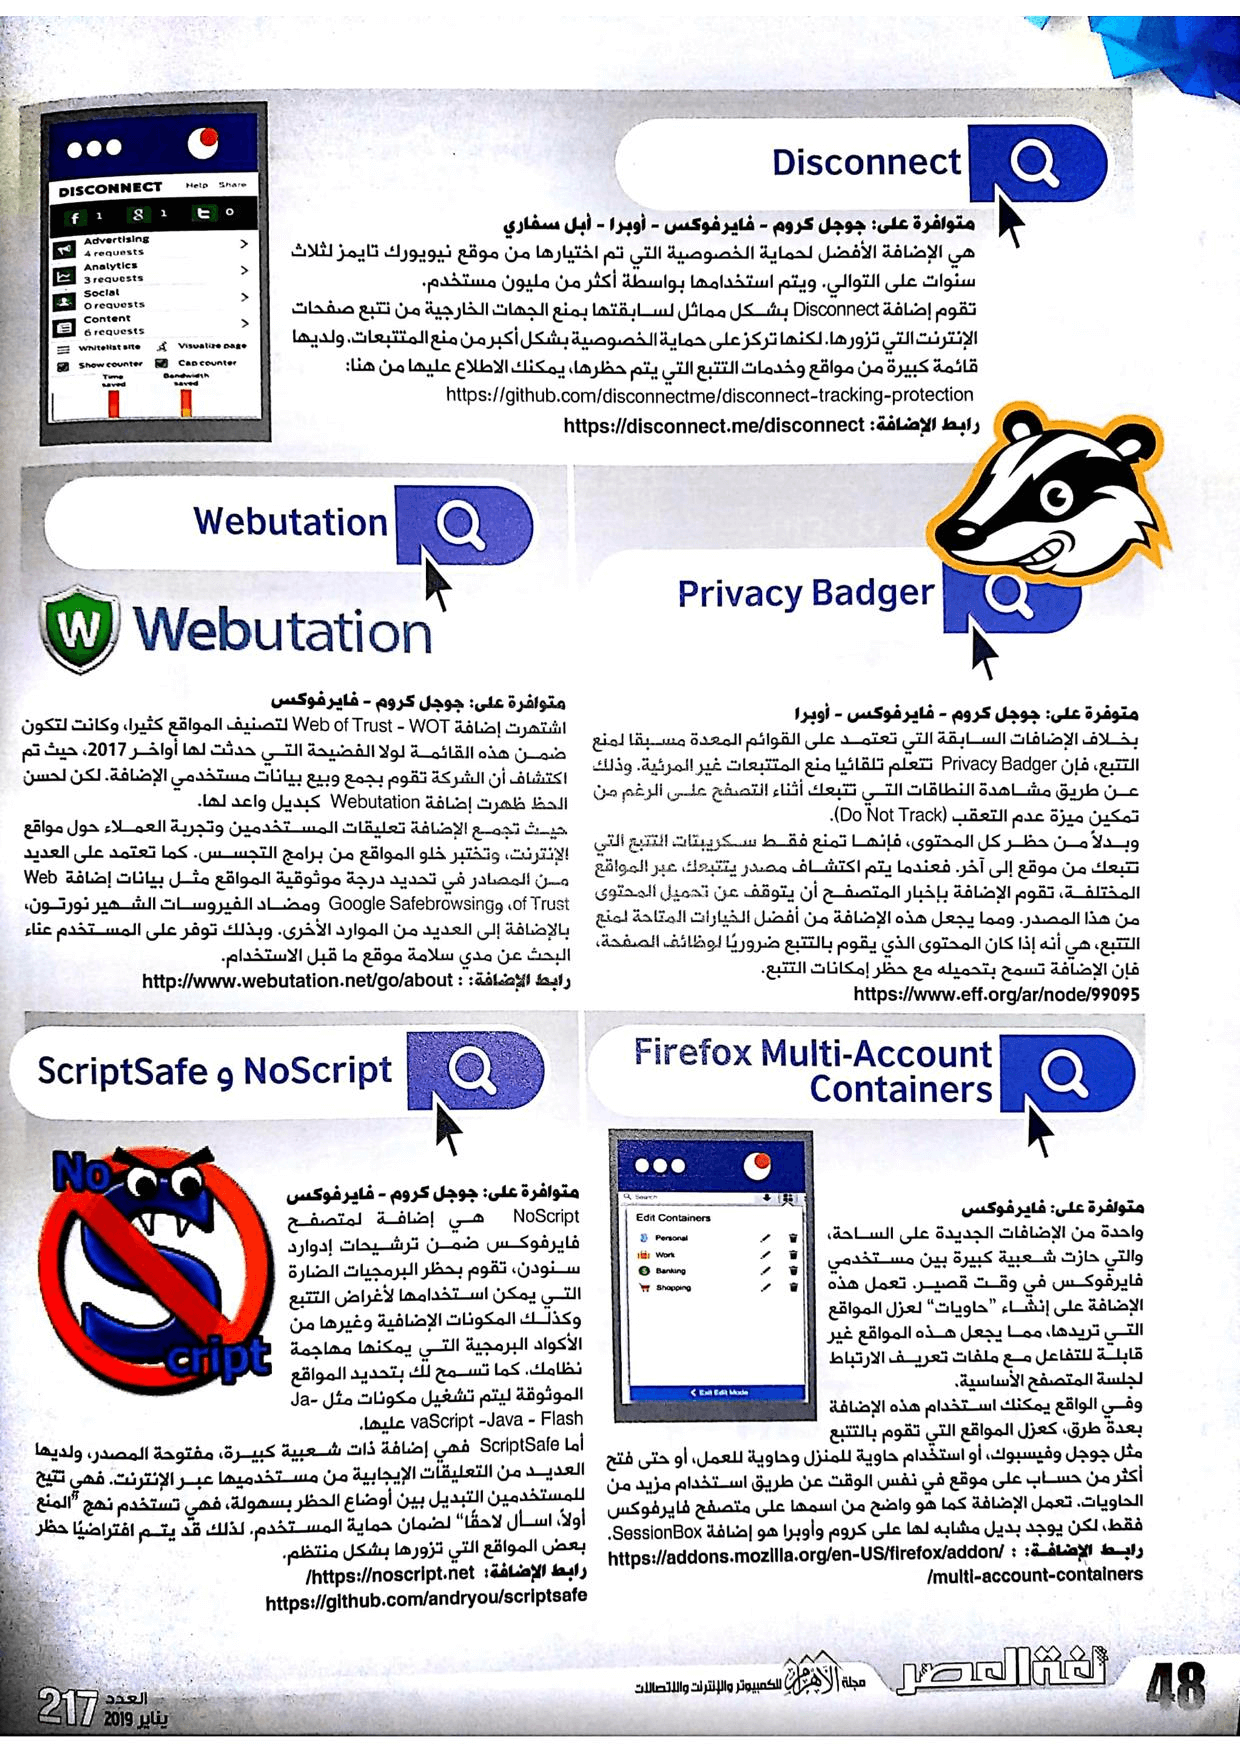 Disconnect
متوافرة على: جوجل كروم - فايرفوكس - أوبرا - أبل سفاري
هي الإضافة الأفضل لحماية الخصوصية التي تم اختيارها من موقع نيويورك تايمز لثلاث
سنوات على التوالي. ويتم استخدامها بواسطة أكثر من مليون مستخدم.
تقوم إضافة Disconnect بشكل مماثل لسابقتها بمنع الجهات الخارجية من تتبع صفحات
الإنترنت التي تزورها. لكنها تركز على حماية الخصوصية بشكل أكبر من منع المتتبعات. ولديها
قائمة كبيرة من مواقع وخدمات التتبع التي يتم حظرها، يمكنك الاطلاع عليها من هنا:
https://github.com/disconnectme/disconnect-tracking-protection
رابط الإضافة: https://disconnect.me/disconnect
DISCONNECT Help Share
f 1 g 1 t 0
Advertising
4 requests
Analytics
3 requests
Social
0 requests
Content
6 requests
Whitelist site Visualize page
Show counter Cap counter
Time saved Bandwidth saved
Privacy Badger
متوفرة على: جوجل كروم - فايرفوكس - أوبرا
بخلاف الإضافات السابقة التي تعتمد على القوائم المعدة مسبقا لمنع
التتبع، فإن Privacy Badger تتعلم تلقائيا منع المتتبعات غير المرئية. وذلك
عن طريق مشاهدة النطاقات التي تتبعك أثناء التصفح على الرغم من
تمكين ميزة عدم التعقب (Do Not Track).
وبدلاً من حظر كل المحتوى، فإنها تمنع فقط سكريبتات التتبع التي
تتبعك من موقع إلى آخر. فعندما يتم اكتشاف مصدر يتتبعك عبر المواقع
المختلفة، تقوم الإضافة بإخبار المتصفح أن يتوقف عن تحميل المحتوى
من هذا المصدر. ومما يجعل هذه الإضافة من أفضل الخيارات المتاحة لمنع
التتبع، هي أنه إذا كان المحتوى الذي يقوم بالتتبع ضروريًا لوظائف الصفحة،
فإن الإضافة تسمح بتحميله مع حظر إمكانات التتبع.
https://www.eff.org/ar/node/99095
Webutation
W Webutation
متوافرة على: جوجل كروم - فايرفوكس
اشتهرت إضافة Web of Trust - WOT لتصنيف المواقع كثيرا، وكانت لتكون
ضمن هذه القائمة لولا الفضيحة التي حدثت لها أواخر 2017، حيث تم
اكتشاف أن الشركة تقوم بجمع وبيع بيانات مستخدمي الإضافة. لكن لحسن
الحظ ظهرت إضافة Webutation كبديل واعد لها.
حيث تجمع الإضافة تعليقات المستخدمين وتجربة العملاء حول مواقع
الإنترنت، وتختبر خلو المواقع من برامج التجسس. كما تعتمد على العديد
من المصادر في تحديد درجة موثوقية المواقع مثل بيانات إضافة Web
of Trust، وGoogle Safebrowsing ومضاد الفيروسات الشهير نورتون،
بالإضافة إلى العديد من الموارد الأخرى. وبذلك توفر على المستخدم عناء
البحث عن مدي سلامة موقع ما قبل الاستخدام.
رابط الإضافة: : http://www.webutation.net/go/about
Firefox Multi-Account
Containers
متوافرة على: فايرفوكس
واحدة من الإضافات الجديدة على الساحة،
والتي حازت شعبية كبيرة بين مستخدمي
فايرفوكس في وقت قصير. تعمل هذه
الإضافة على إنشاء "حاويات" لعزل المواقع
التي تريدها، مما يجعل هذه المواقع غير
قابلة للتفاعل مع ملفات تعريف الارتباط
لجلسة المتصفح الأساسية.
وفي الواقع يمكنك استخدام هذه الإضافة
بعدة طرق، كعزل المواقع التي تقوم بالتتبع
مثل جوجل وفيسبوك، أو استخدام حاوية للمنزل وحاوية للعمل، أو حتى فتح
أكثر من حساب على موقع في نفس الوقت عن طريق استخدام مزيد من
الحاويات. تعمل الإضافة كما هو واضح من اسمها على متصفح فايرفوكس
فقط، لكن يوجد بديل مشابه لها على كروم وأوبرا هو إضافة SessionBox.
رابط الإضافة: : https://addons.mozilla.org/en-US/firefox/addon/
multi-account-containers/
Search
Edit Containers
Personal
Work
Banking
Shopping
Exit Edit Mode
NoScript و ScriptSafe
No
S
cript
متوافرة على: جوجل كروم - فايرفوكس
NoScript هي إضافة لمتصفح
فايرفوكس ضمن ترشيحات إدوارد
سنودن، تقوم بحظر البرمجيات الضارة
التي يمكن استخدامها لأغراض التتبع
وكذلك المكونات الإضافية وغيرها من
الأكواد البرمجية التي يمكنها مهاجمة
نظامك. كما تسمح لك بتحديد المواقع
الموثوقة ليتم تشغيل مكونات مثل Ja-
vaScript -Java - Flash عليها.
أما ScriptSafe فهي إضافة ذات شعبية كبيرة، مفتوحة المصدر، ولديها
العديد من التعليقات الإيجابية من مستخدميها عبر الإنترنت. فهي تتيح
للمستخدمين التبديل بين أوضاع الحظر بسهولة، فهي تستخدم نهج "المنع
أولاً، اسأل لاحقًا" لضمان حماية المستخدم. لذلك قد يتم افتراضيًا حظر
بعض المواقع التي تزورها بشكل منتظم.
رابط الإضافة: https://noscript.net/
https://github.com/andryou/scriptsafe
48
لغة العصر
مجلة الأهرام للكمبيوتر والإنترنت والاتصالات
العدد 217
يناير 2019